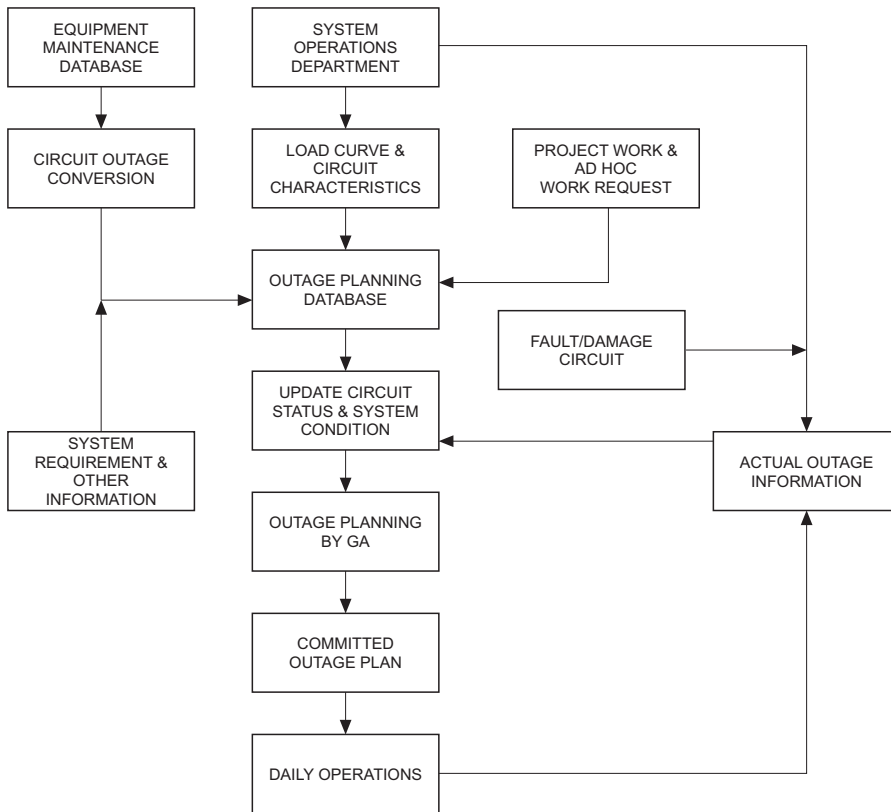 EQUIPMENT
MAINTENANCE
DATABASE
SYSTEM
OPERATIONS
DEPARTMENT
CIRCUIT OUTAGE
CONVERSION
LOAD CURVE &
CIRCUIT
CHARACTERISTICS
PROJECT WORK &
AD HOC
WORK REQUEST
OUTAGE PLANNING
DATABASE
FAULT/DAMAGE
CIRCUIT
UPDATE CIRCUIT
STATUS & SYSTEM
CONDITION
SYSTEM
REQUIREMENT &
OTHER
INFORMATION
ACTUAL OUTAGE
INFORMATION
OUTAGE PLANNING
BY GA
COMMITTED
OUTAGE PLAN
DAILY OPERATIONS